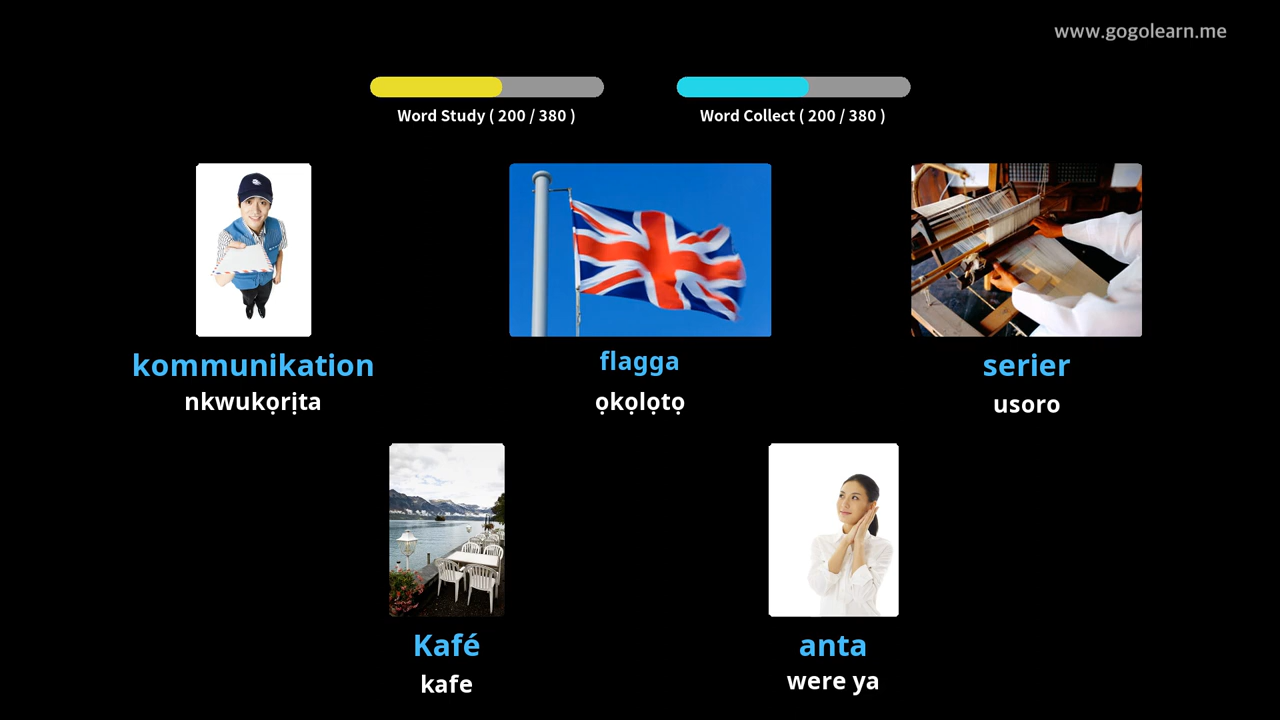 www.gogolearn.me
Word Study ( 200 / 380 )
Word Collect ( 200 / 380 )
kommunikation
nkwukọrịta
flagga
ọkọlọtọ
serier
usoro
Kafé
kafe
anta
were ya